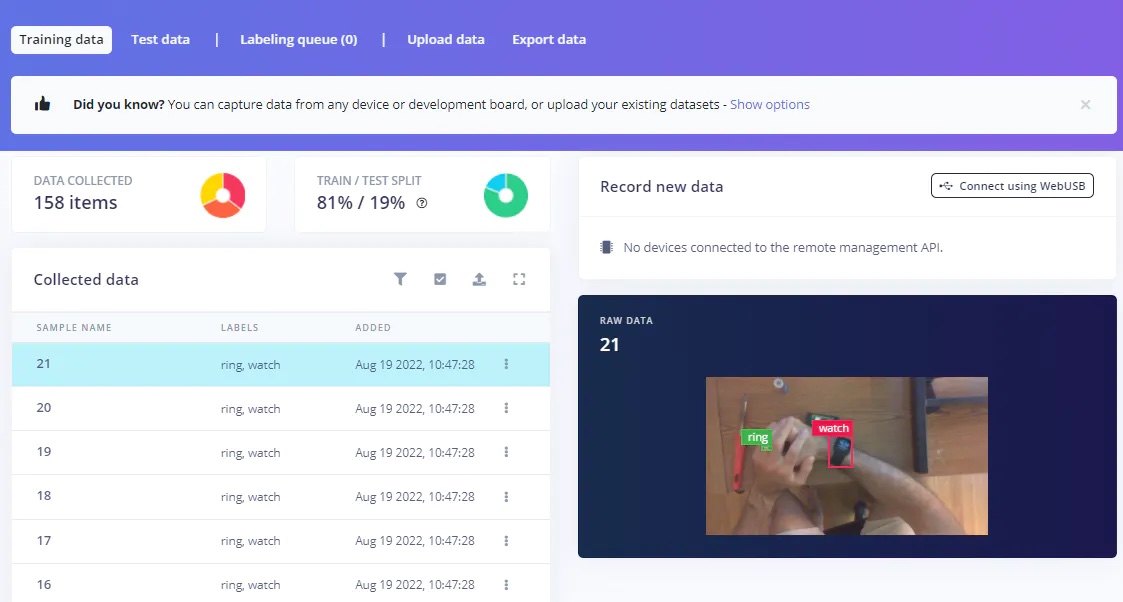 Training data Test data | Labeling queue (0) | Upload data Export data
Did you know? You can capture data from any device or development board, or upload your existing datasets - Show options ×
DATA COLLECTED
158 items
TRAIN / TEST SPLIT
81% / 19% ?
Record new data
Connect using WebUSB
No devices connected to the remote management API.
Collected data
SAMPLE NAME LABELS ADDED
21 ring, watch Aug 19 2022, 10:47:28
20 ring, watch Aug 19 2022, 10:47:28
19 ring, watch Aug 19 2022, 10:47:28
18 ring, watch Aug 19 2022, 10:47:28
17 ring, watch Aug 19 2022, 10:47:28
16 ring, watch Aug 19 2022, 10:47:28
RAW DATA
21
ring
watch